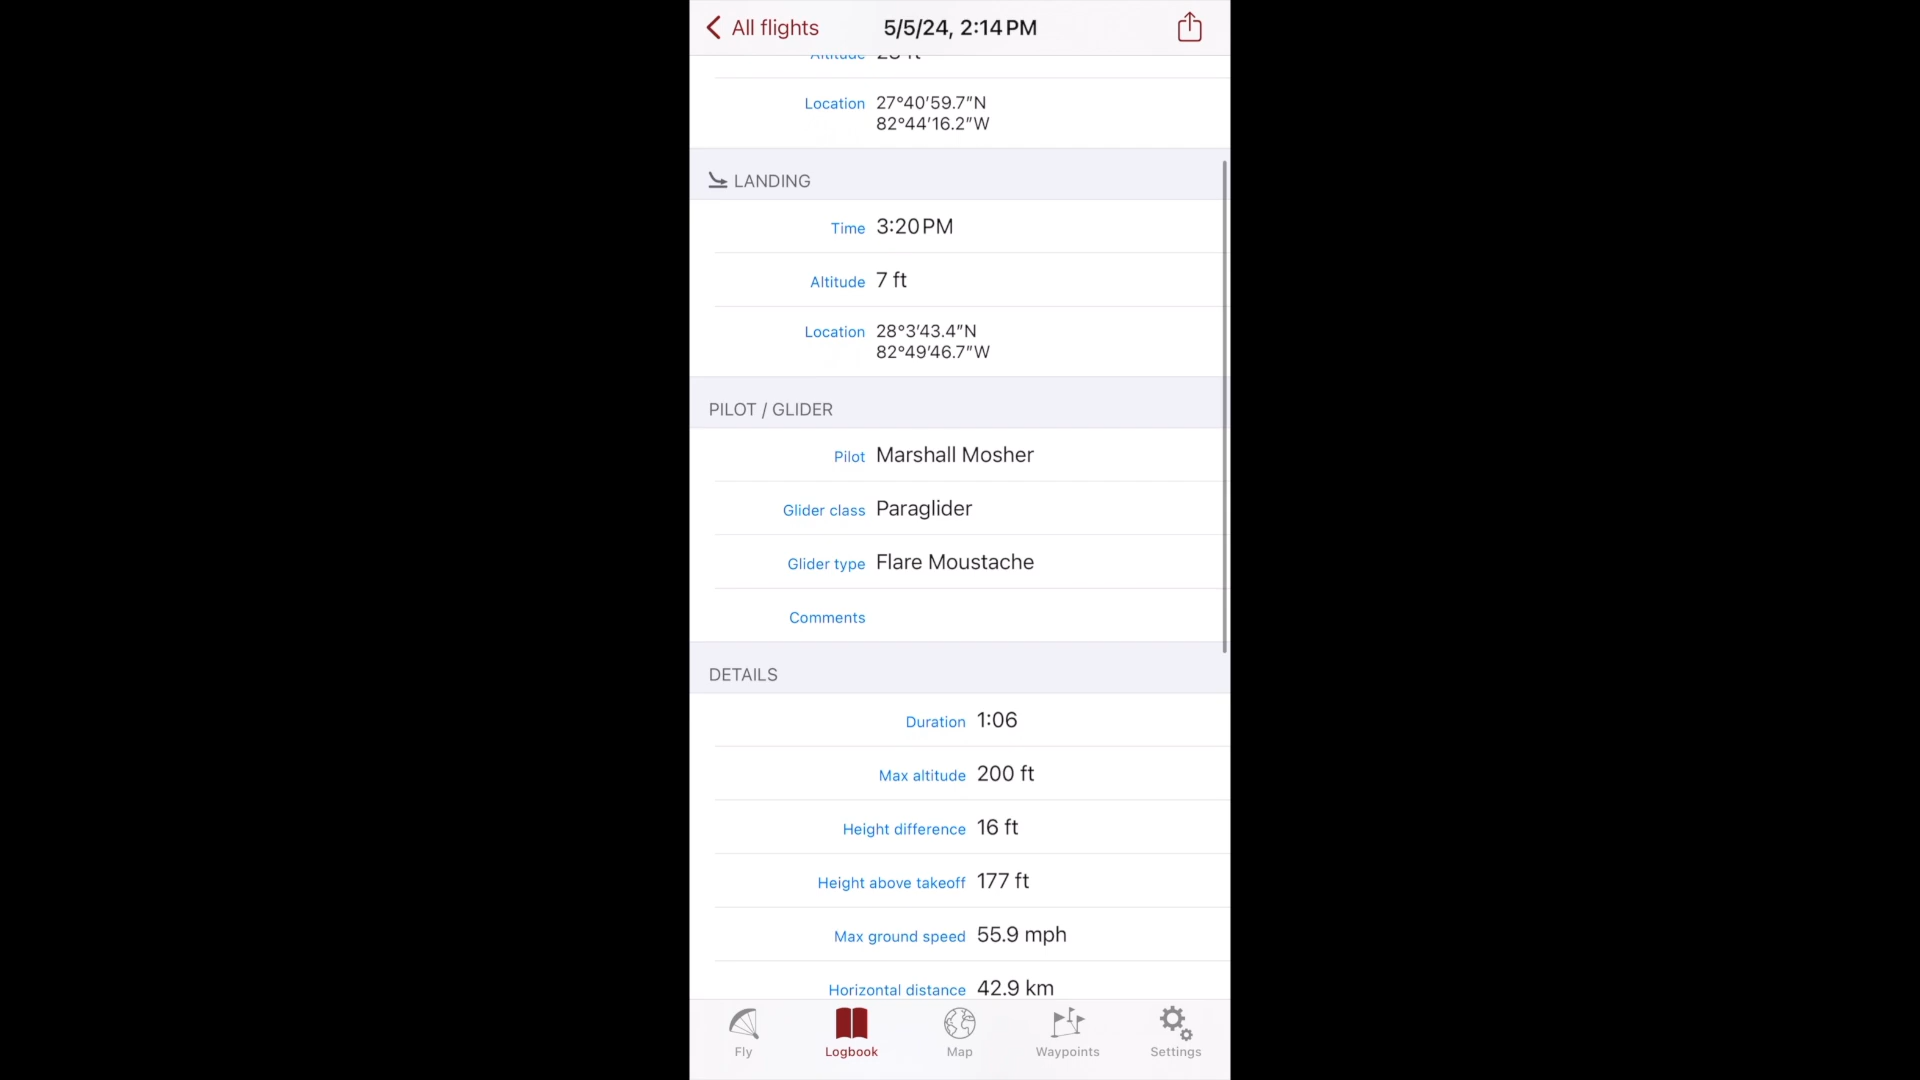 All flights
5/5/24, 2:14 PM
Altitude
Location 27°40′59.7″N
82°44′16.2″W
LANDING
Time 3:20 PM
Altitude 7 ft
Location 28°3′43.4″N
82°49′46.7″W
PILOT / GLIDER
Pilot Marshall Mosher
Glider class Paraglider
Glider type Flare Moustache
Comments
DETAILS
Duration 1:06
Max altitude 200 ft
Height difference 16 ft
Height above takeoff 177 ft
Max ground speed 55.9 mph
Horizontal distance 42.9 km
Fly
Logbook
Map
Waypoints
Settings